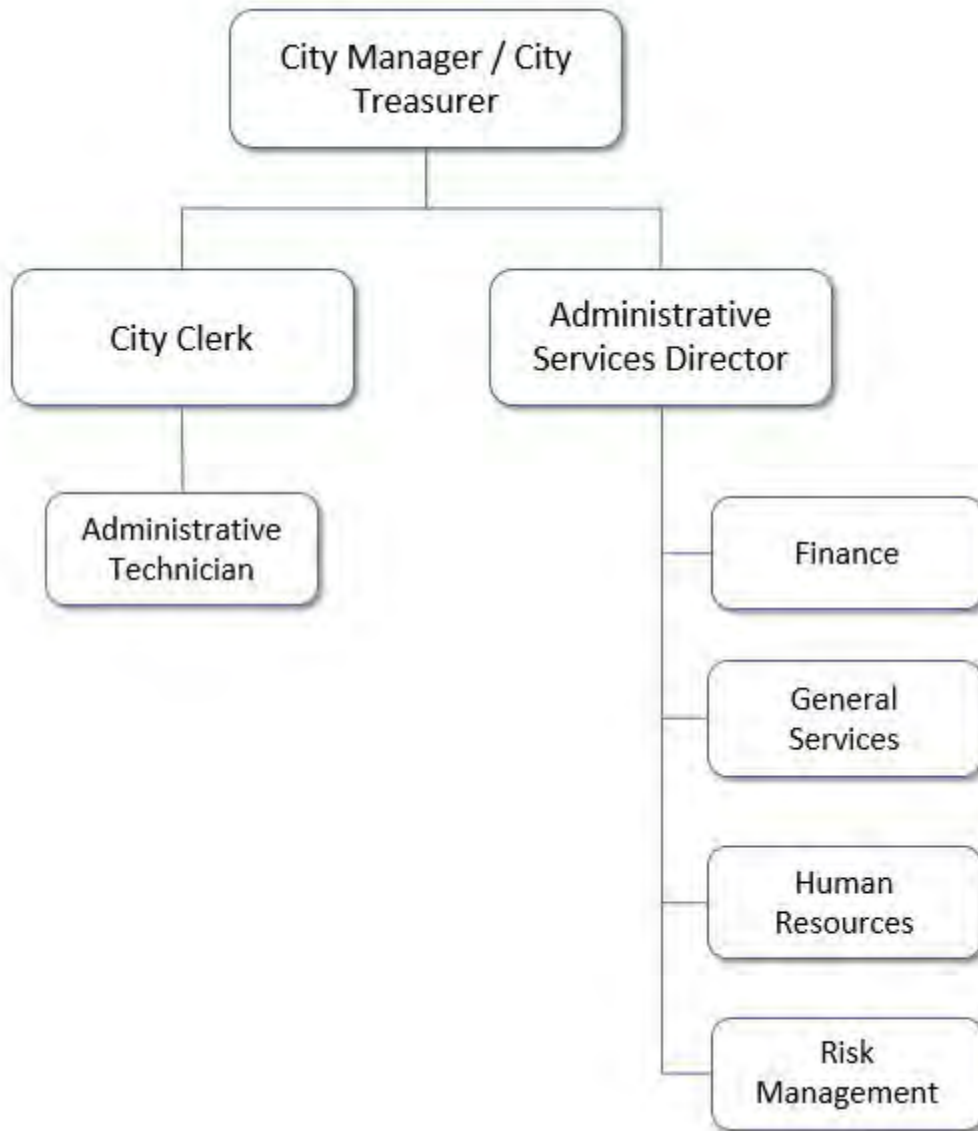 City Manager / City
Treasurer
City Clerk
Administrative
Services Director
Administrative
Technician
Finance
General
Services
Human
Resources
Risk
Management